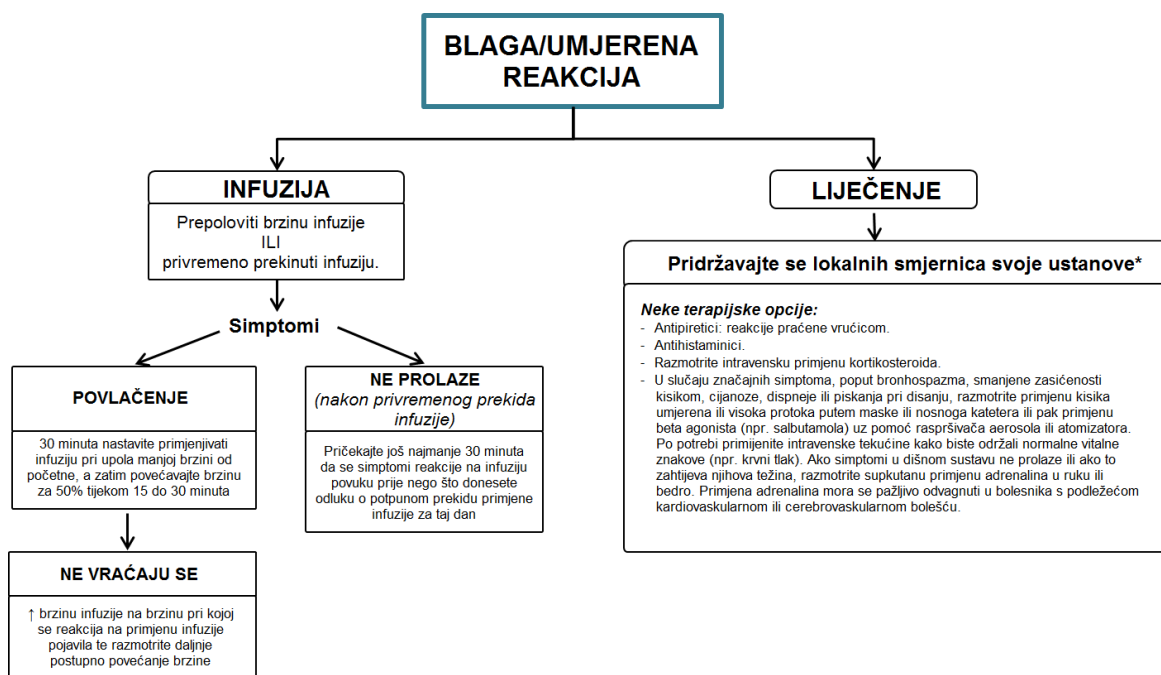 BLAGA/UMJERENA
REAKCIJA
INFUZIJA
Prepoloviti brzinu infuzije
ILI
privremeno prekinuti infuziju.
Simptomi
POVLAČENJE
30 minuta nastavite primjenjivati
infuziju pri upola manjoj brzini od
početne, a zatim povećavajte brzinu
za 50% tijekom 15 do 30 minuta
NE VRAĆAJU SE
↑ brzinu infuzije na brzinu pri kojoj
se reakcija na primjenu infuzije
pojavila te razmotrite daljnje
postupno povećanje brzine
NE PROLAZE
(nakon privremenog prekida
infuzije)
Pričekajte još najmanje 30 minuta
da se simptomi reakcije na infuziju
povuku prije nego što donesete
odluku o potpunom prekidu primjene
infuzije za taj dan
LIJEČENJE
Pridržavajte se lokalnih smjernica svoje ustanove*
Neke terapijske opcije:
- Antipiretici: reakcije praćene vrućicom.
- Antihistaminici.
- Razmotrite intravensku primjenu kortikosteroida.
- U slučaju značajnih simptoma, poput bronhospazma, smanjene zasićenosti
kisikom, cijanoze, dispneje ili piskanja pri disanju, razmotrite primjenu kisika
umjerena ili visoka protoka putem maske ili nosnoga katetera ili pak primjenu
beta agonista (npr. salbutamola) uz pomoć raspršivača aerosola ili atomizatora.
Po potrebi primijenite intravenske tekućine kako biste održali normalne vitalne
znakove (npr. krvni tlak). Ako simptomi u dišnom sustavu ne prolaze ili ako to
zahtijeva njihova težina, razmotrite supkutanu primjenu adrenalina u ruku ili
bedro. Primjena adrenalina mora se pažljivo odvagnuti u bolesnika s podležećom
kardiovaskularnom ili cerebrovaskularnom bolešću.